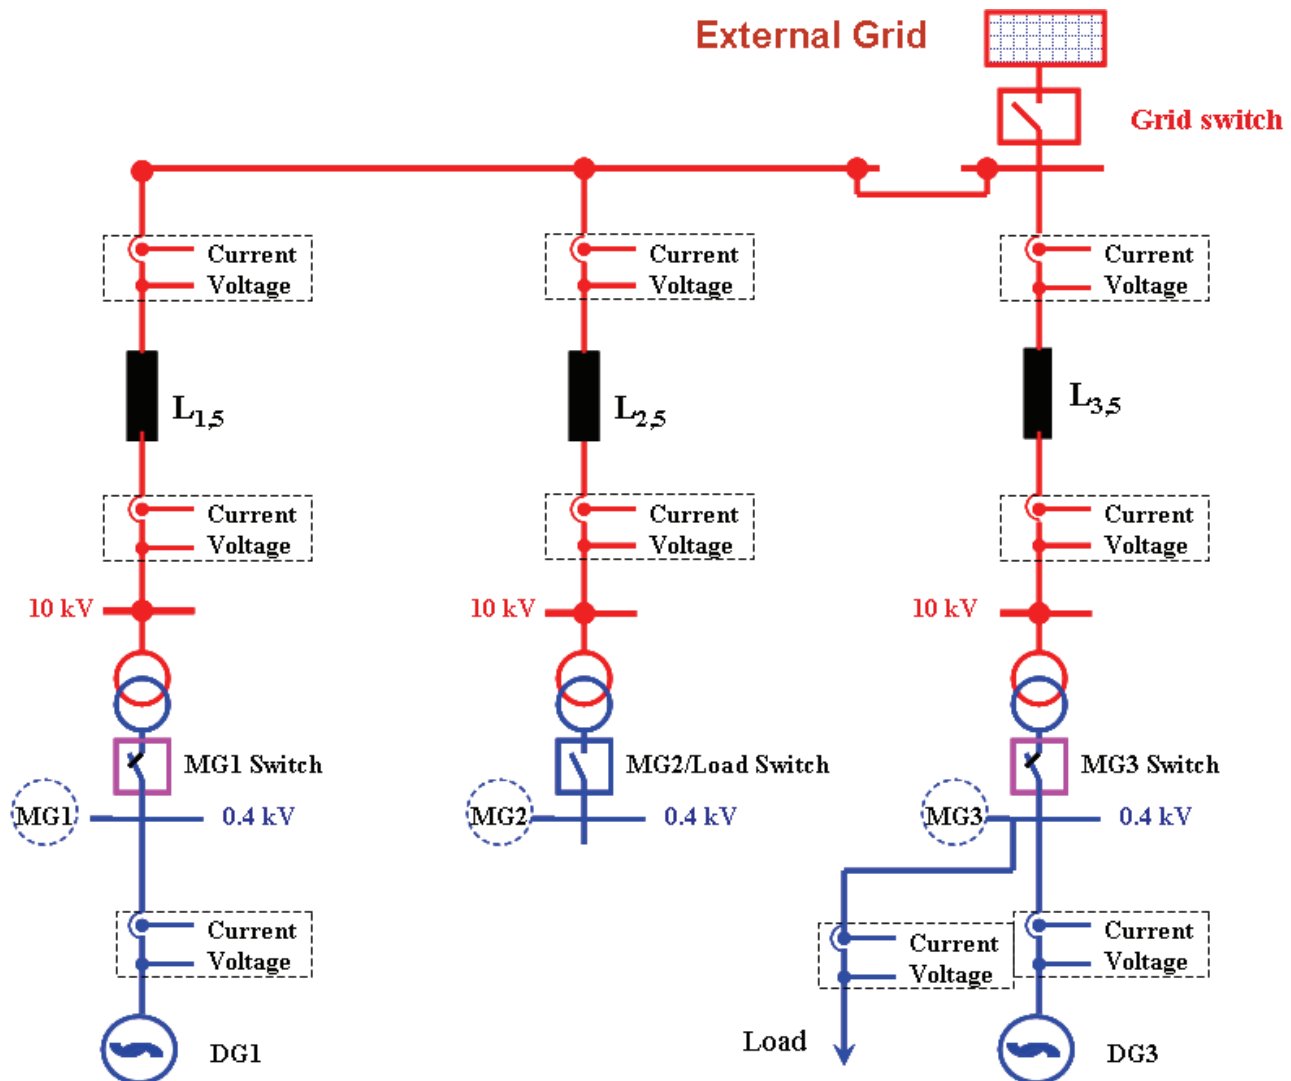 External Grid
Grid switch
Current
Voltage
Current
Voltage
Current
Voltage
L1,5
L2,5
L3,5
Current
Voltage
Current
Voltage
Current
Voltage
10 kV
10 kV
10 kV
MG1 Switch
MG2/Load Switch
MG3 Switch
MG1
0.4 kV
MG2
0.4 kV
MG3
0.4 kV
Current
Voltage
Current
Voltage
Current
Voltage
DG1
Load
DG3